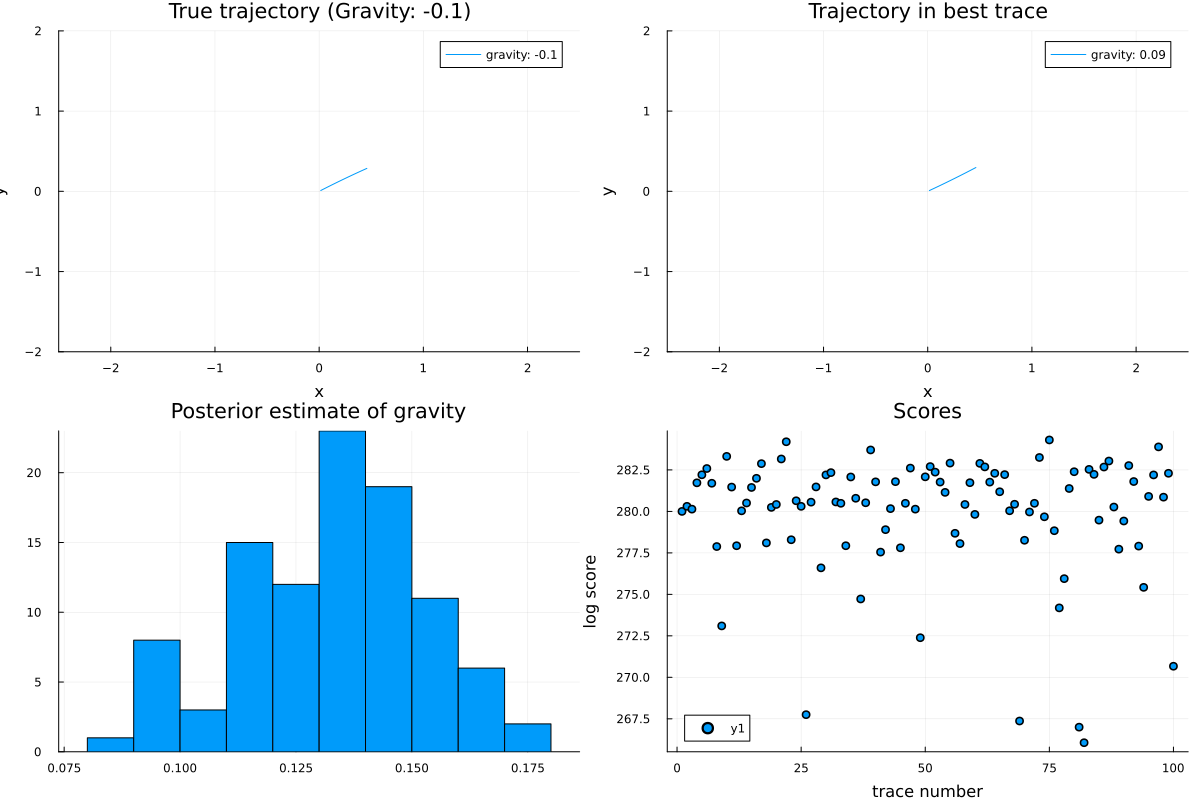 True trajectory (Gravity: -0.1)
gravity: -0.1
2
1
0
−1
−2
y
−2 −1 0 1 2
x
Trajectory in best trace
gravity: 0.09
2
1
0
−1
−2
y
−2 −1 0 1 2
x
Posterior estimate of gravity
20
15
10
5
0
0.075 0.100 0.125 0.150 0.175
Scores
282.5
280.0
277.5
275.0
272.5
270.0
267.5
log score
y1
0 25 50 75 100
trace number